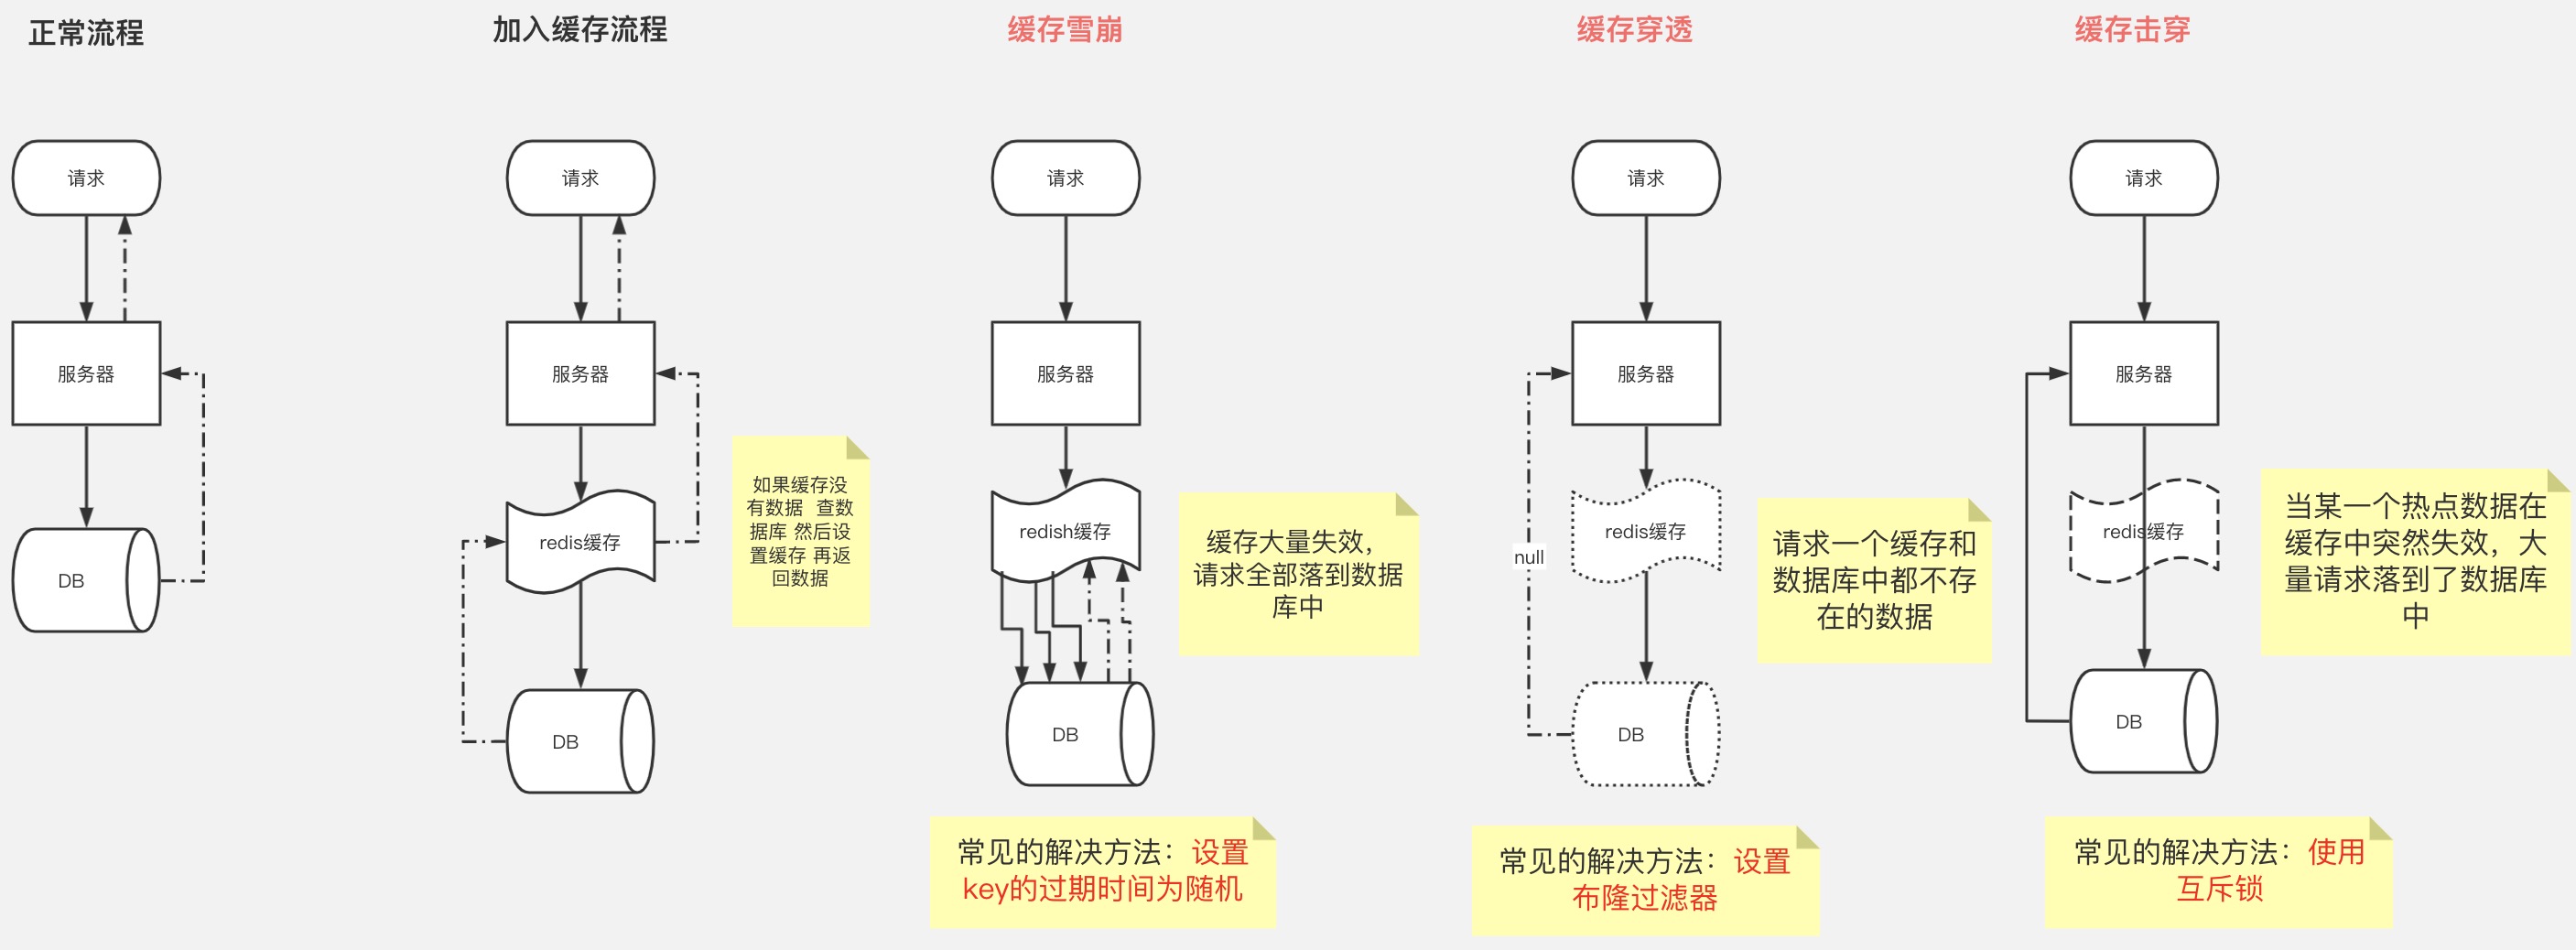 正常流程
请求
服务器
DB
加入缓存流程
请求
服务器
redis缓存
DB
如果缓存没
有数据 查数
据库 然后设
置缓存 再返
回数据
缓存雪崩
请求
服务器
redish缓存
DB
缓存大量失效，
请求全部落到数据
库中
常见的解决方法：设置
key的过期时间为随机
缓存穿透
请求
服务器
redis缓存
null
DB
请求一个缓存和
数据库中都不存
在的数据
常见的解决方法：设置
布隆过滤器
缓存击穿
请求
服务器
redis缓存
DB
当某一个热点数据在
缓存中突然失效，大
量请求落到了数据库
中
常见的解决方法：使用
互斥锁